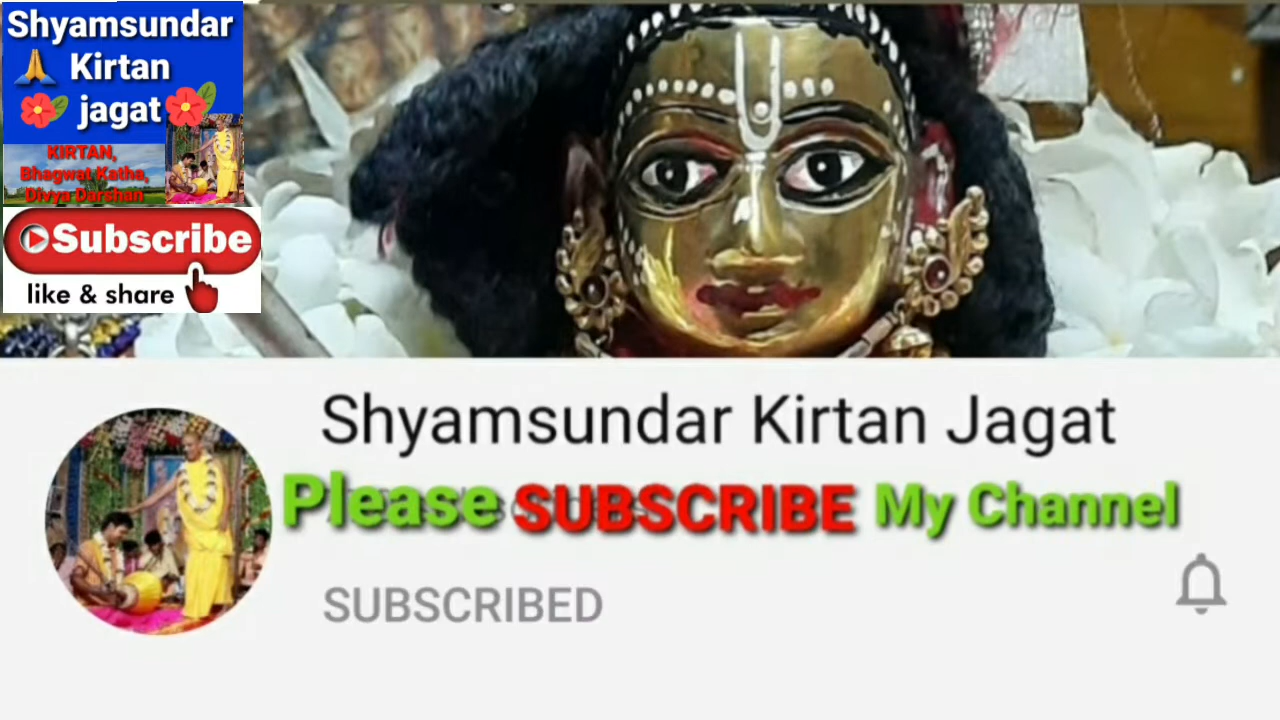 Shyamsundar
Kirtan
jagat
KIRTAN,
Bhagwat Katha,
Divya Darshan
Subscribe
like & share
Shyamsundar Kirtan Jagat
Please SUBSCRIBE My Channel
SUBSCRIBED